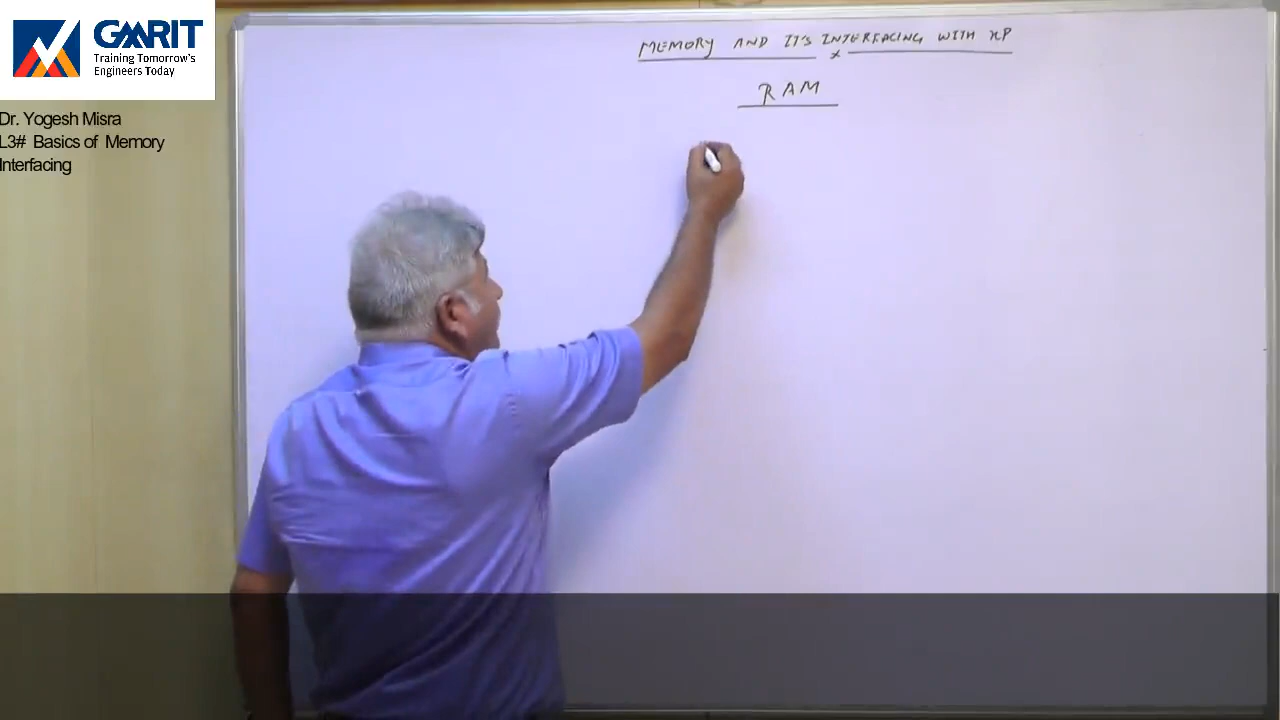 GMRIT
Training Tomorrow's
Engineers Today
Dr. Yogesh Misra
L3# Basics of Memory
Interfacing
MEMORY AND IT'S INTERFACING WITH μP
RAM